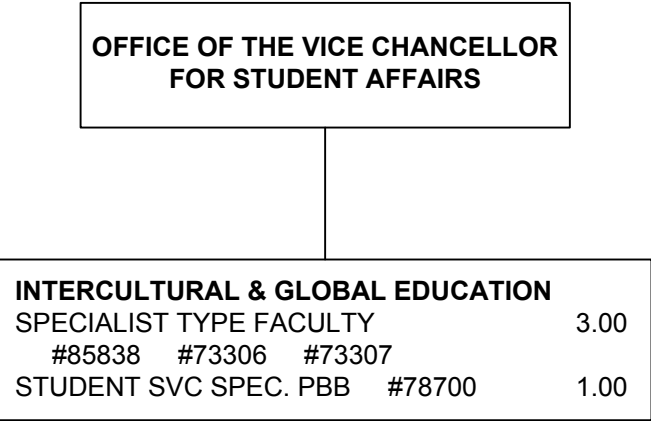 OFFICE OF THE VICE CHANCELLOR
FOR STUDENT AFFAIRS
INTERCULTURAL & GLOBAL EDUCATION
SPECIALIST TYPE FACULTY 3.00
#85838 #73306 #73307
STUDENT SVC SPEC. PBB #78700 1.00